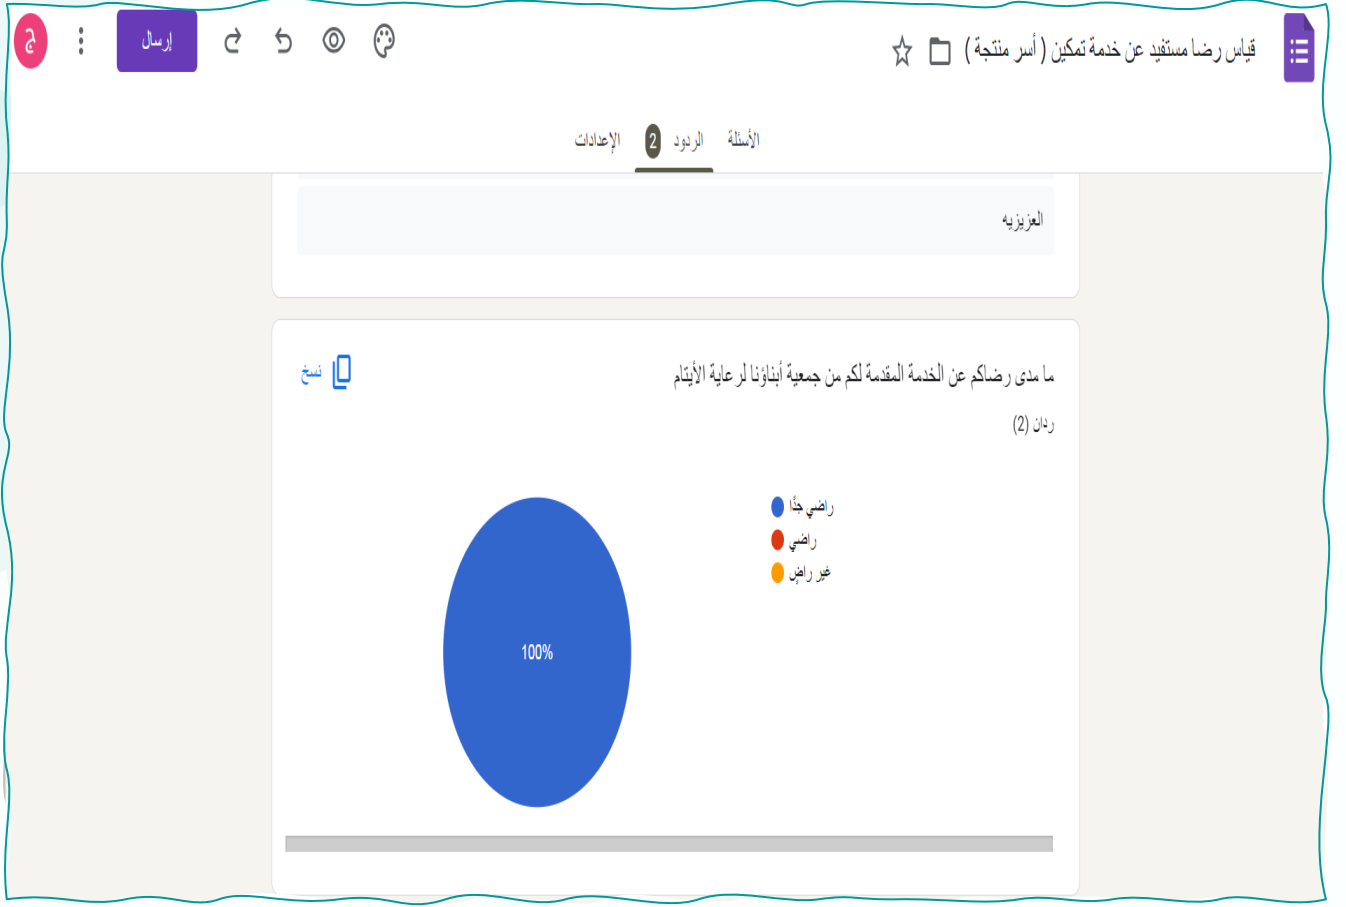 قياس رضا مستفيد عن خدمة تمكين ( أسر منتجة )
إرسال
ج
الأسئلة
الردود 2
الإعدادات
العزيزيه
ما مدى رضاكم عن الخدمة المقدمة لكم من جمعية أبناؤنا لرعاية الأيتام
نسخ
ردان (2)
راضي جدًا
راضي
غير راضٍ
100%